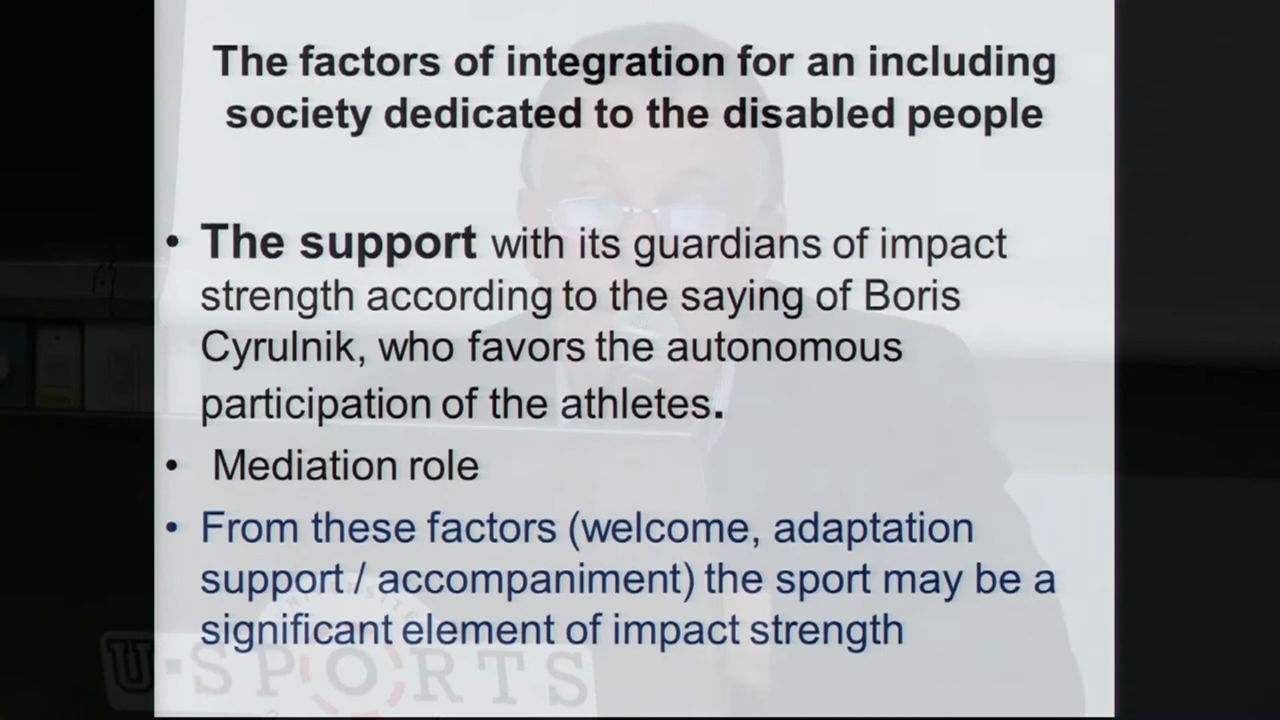 The factors of integration for an including
society dedicated to the disabled people
• The support with its guardians of impact
strength according to the saying of Boris
Cyrulnik, who favors the autonomous
participation of the athletes.
• Mediation role
• From these factors (welcome, adaptation
support / accompaniment) the sport may be a
significant element of impact strength
U·SPORTS